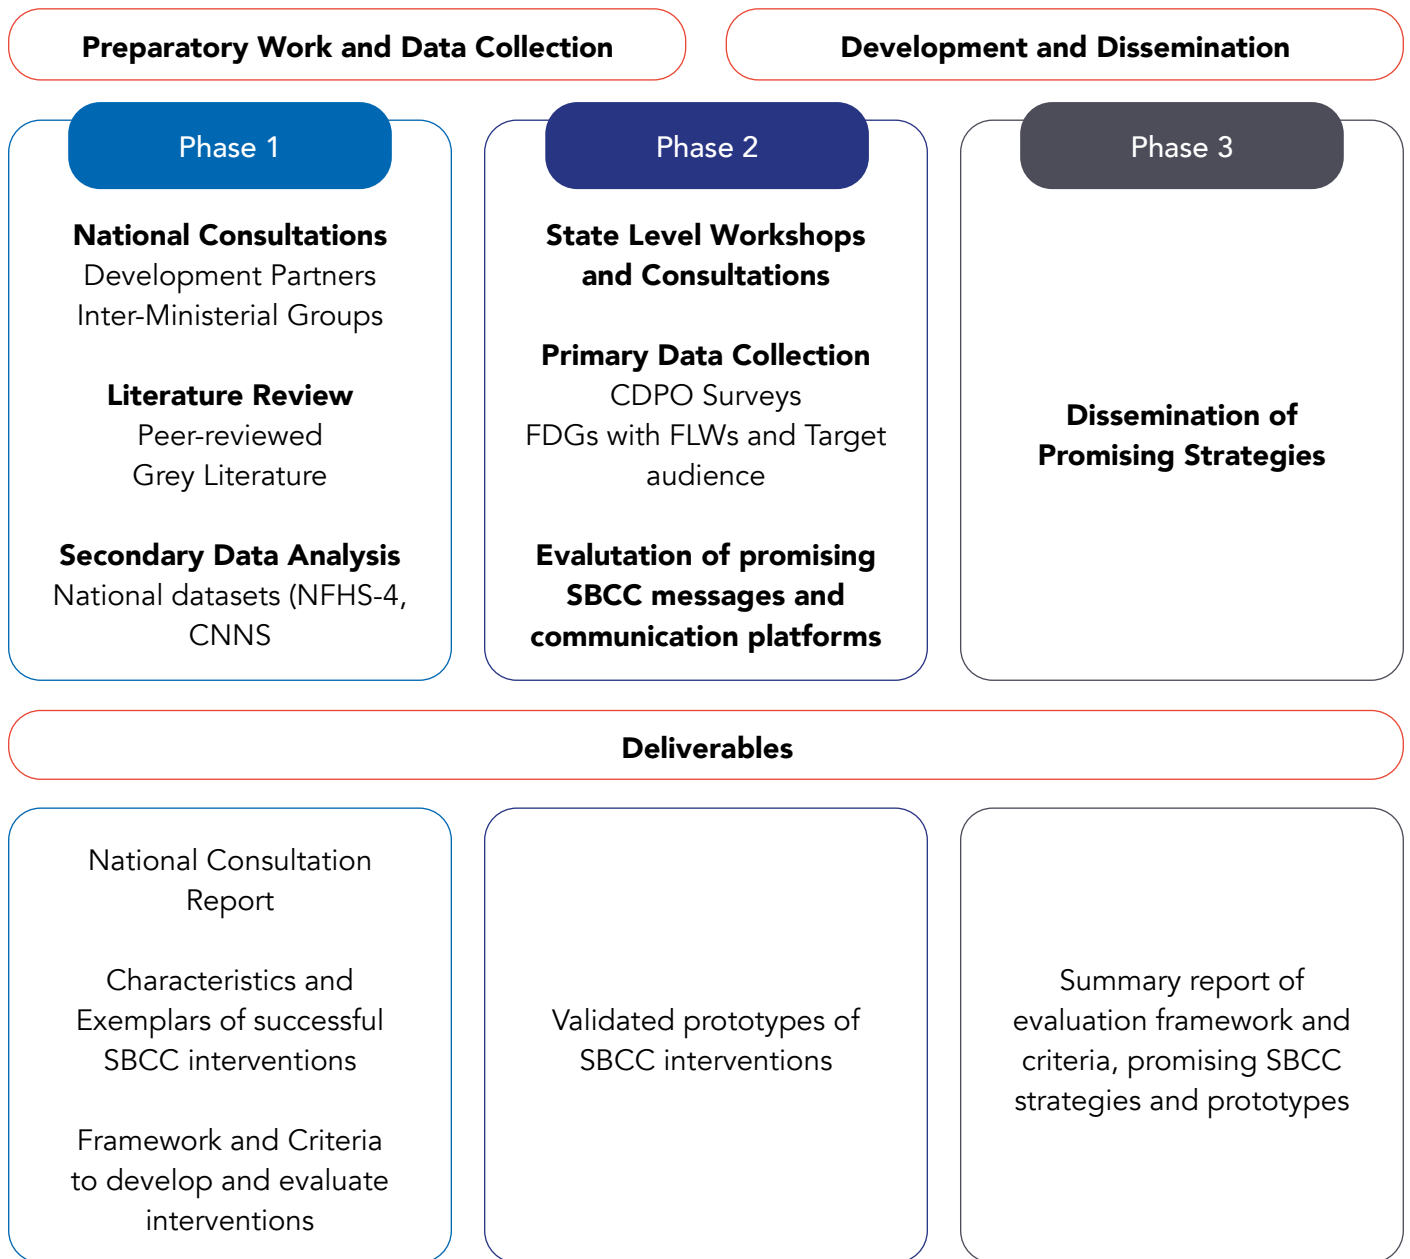 Preparatory Work and Data Collection
Development and Dissemination
Phase 1
National Consultations
Development Partners
Inter-Ministerial Groups
Literature Review
Peer-reviewed
Grey Literature
Secondary Data Analysis
National datasets (NFHS-4,
CNNS
Phase 2
State Level Workshops
and Consultations
Primary Data Collection
CDPO Surveys
FDGs with FLWs and Target
audience
Evalutation of promising
SBCC messages and
communication platforms
Phase 3
Dissemination of
Promising Strategies
Deliverables
National Consultation
Report
Characteristics and
Exemplars of successful
SBCC interventions
Framework and Criteria
to develop and evaluate
interventions
Validated prototypes of
SBCC interventions
Summary report of
evaluation framework and
criteria, promising SBCC
strategies and prototypes